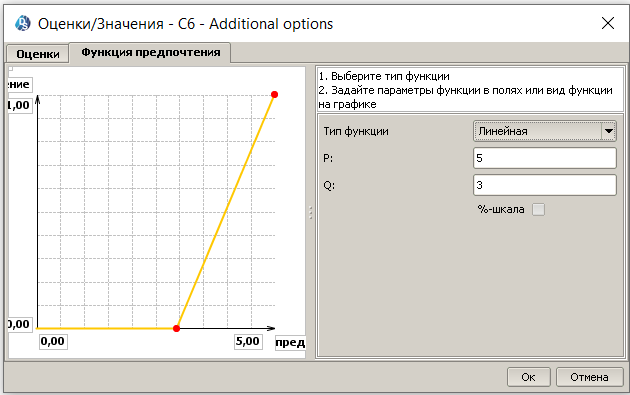 Оценки/Значения - C6 - Additional options
Оценки
Функция предпочтения
ение
1,00
0,00
0,00
5,00
пред
1. Выберите тип функции
2. Задайте параметры функции в полях или вид функции
на графике
Тип функции
Линейная
P:
5
Q:
3
%-шкала
Ок
Отмена